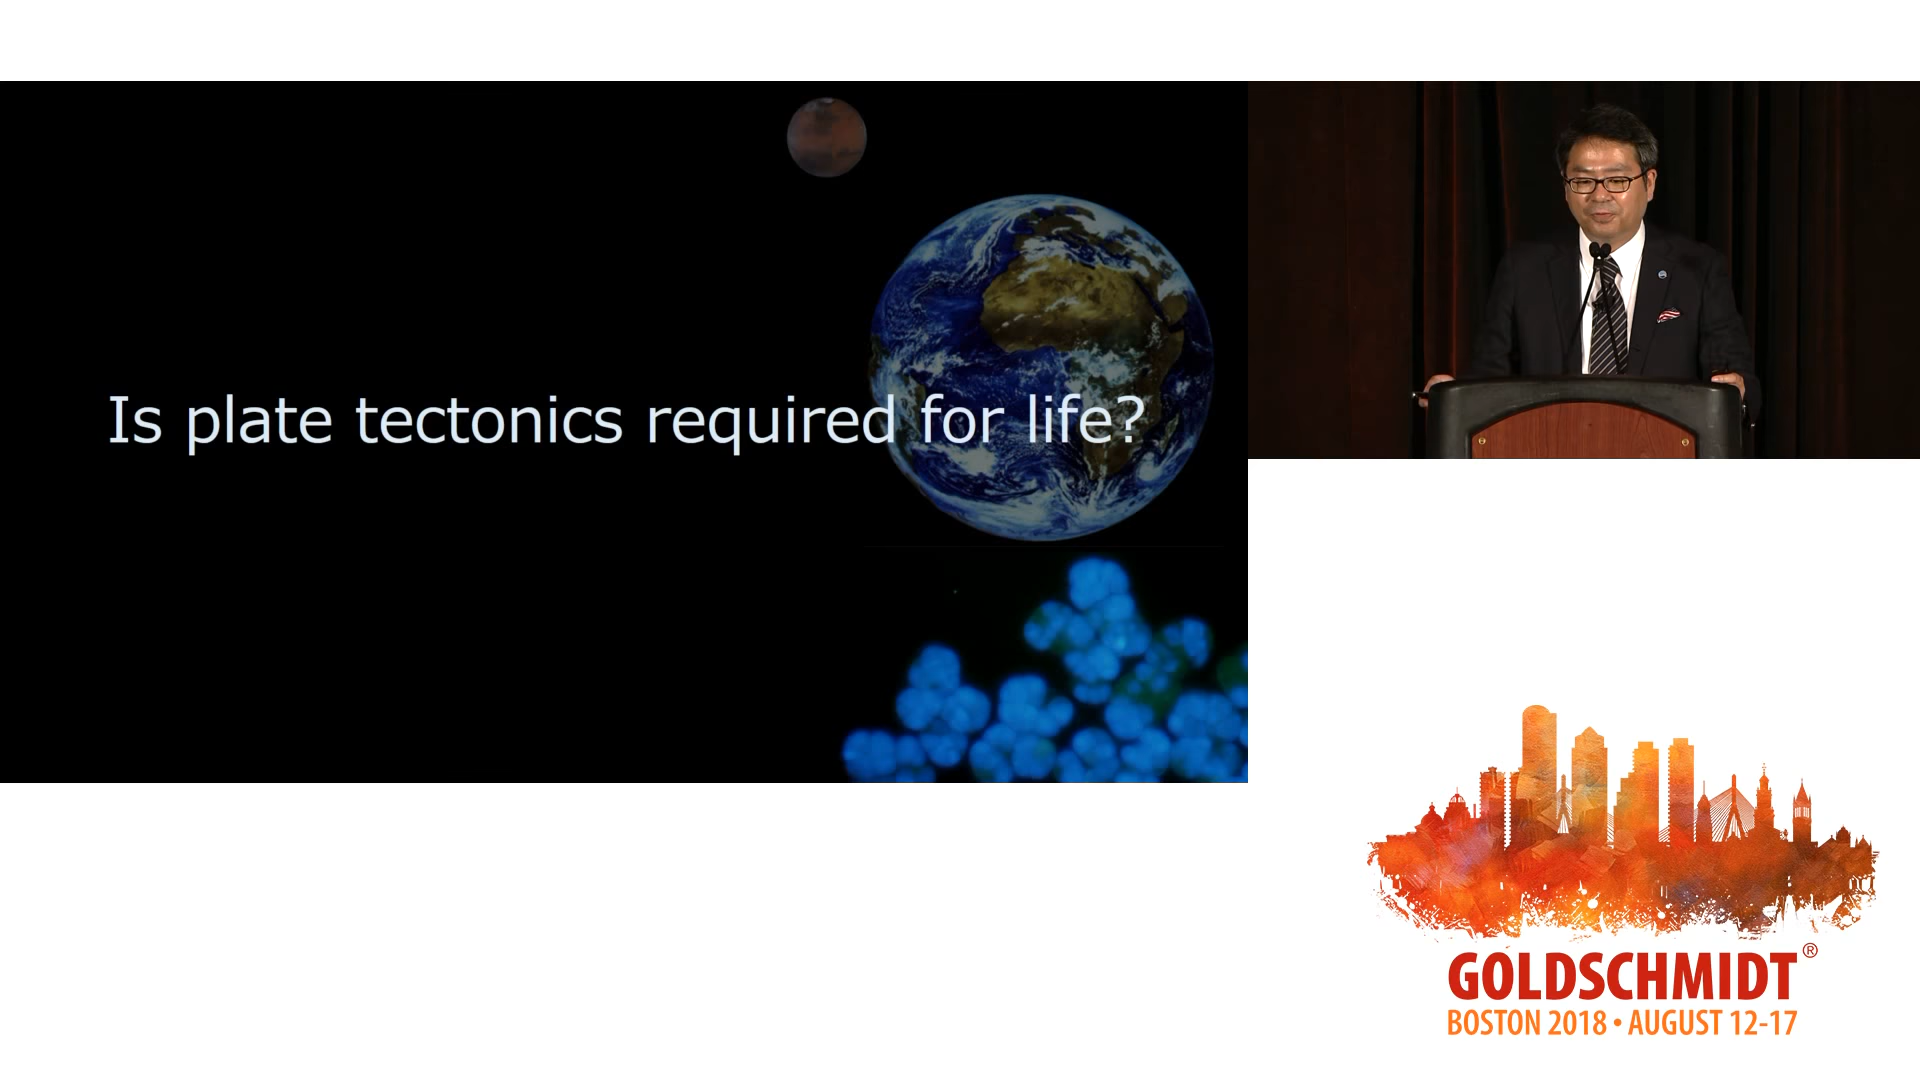 Is plate tectonics required for life?
GOLDSCHMIDT®
BOSTON 2018 • AUGUST 12-17